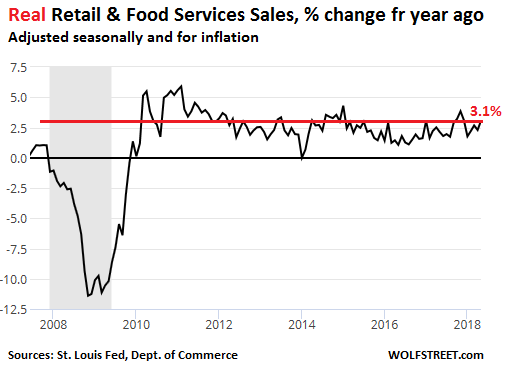 Real Retail & Food Services Sales, % change fr year ago
Adjusted seasonally and for inflation
7.5
5.0
3.1%
2.5
0.0
-2.5
-5.0
-7.5
-10.0
-12.5
2008 2010 2012 2014 2016 2018
Sources: St. Louis Fed, Dept. of Commerce WOLFSTREET.com